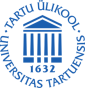 TARTU ÜLIKOOL
1632
UNIVERSITAS TARTUENSIS